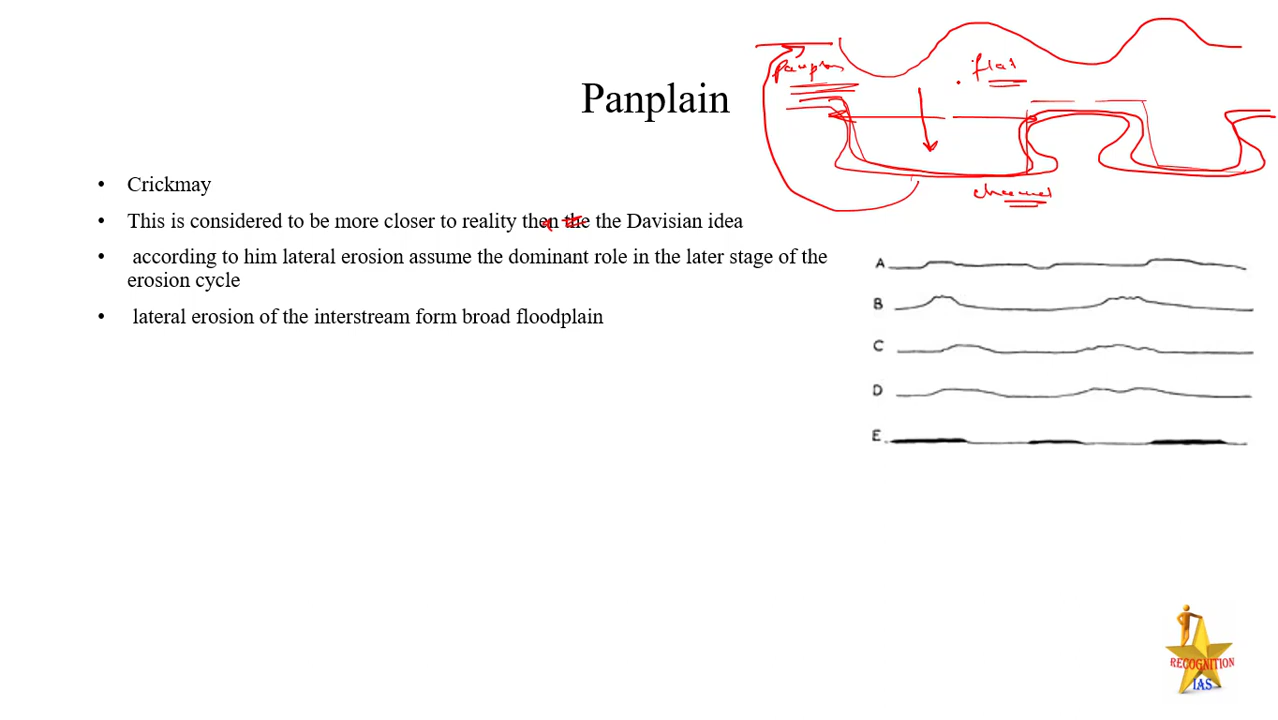 panplain
flat
Panplain
channel
• Crickmay
• This is considered to be more closer to reality then the the Davisian idea
• according to him lateral erosion assume the dominant role in the later stage of the
erosion cycle
• lateral erosion of the interstream form broad floodplain
A
B
C
D
E
RECOGNITION
IAS